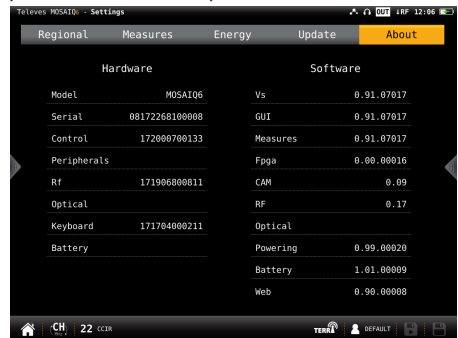 Televes MOSAIQ6 - Settings
OUT ↓RF 12:06
Regional Measures Energy Update About
Hardware
Model MOSAIQ6
Serial 08172268100008
Control 172000700133
Peripherals
Rf 171906800811
Optical
Keyboard 171704000211
Battery
Software
Vs 0.91.07017
GUI 0.91.07017
Measures 0.91.07017
Fpga 0.00.00016
CAM 0.09
RF 0.17
Optical
Powering 0.99.00020
Battery 1.01.00009
Web 0.90.00008
CH MHz 22 CCIR TERR DEFAULT